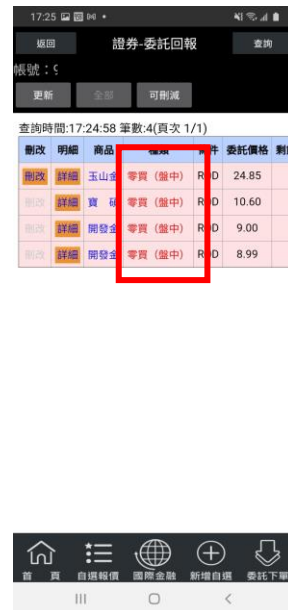 17:25
返回 證券-委託回報 查詢
帳號：
更新 全部 可刪減
查詢時間:17:24:58 筆數:4(頁次 1/1)
刪改 明細 商品 種類 條件 委託價格
刪改 詳細 玉山金 零買（盤中） ROD 24.85
刪改 詳細 寶 碩 零買（盤中） ROD 10.60
刪改 詳細 開發金 零買（盤中） ROD 9.00
刪改 詳細 開發金 零買（盤中） ROD 8.99
首 頁 自選報價 國際金融 新增自選 委託下單